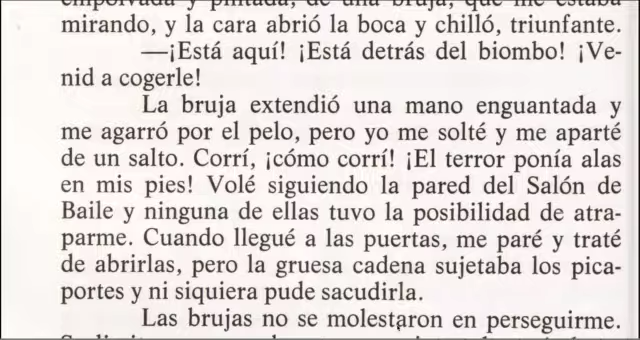 mirando, y la cara abrió la boca y chilló, triunfante.
—¡Está aquí! ¡Está detrás del biombo! ¡Ve-
nid a cogerle!
La bruja extendió una mano enguantada y
me agarró por el pelo, pero yo me solté y me aparté
de un salto. Corrí, ¡cómo corrí! ¡El terror ponía alas
en mis pies! Volé siguiendo la pared del Salón de
Baile y ninguna de ellas tuvo la posibilidad de atra-
parme. Cuando llegué a las puertas, me paré y traté
de abrirlas, pero la gruesa cadena sujetaba los pica-
portes y ni siquiera pude sacudirla.
Las brujas no se molestaron en perseguirme.